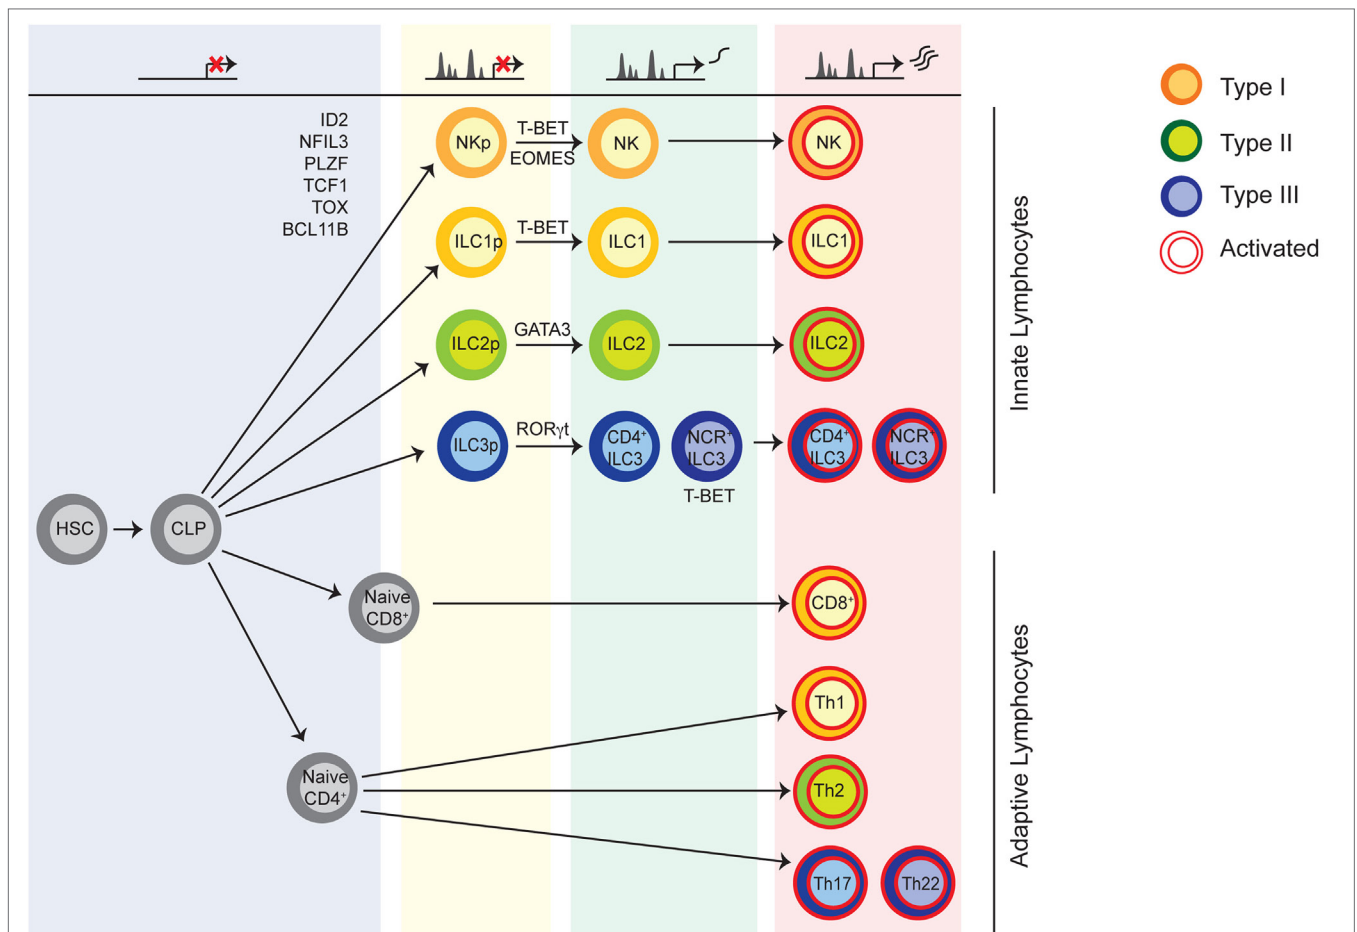 ID2
NFIL3
PLZF
TCF1
TOX
BCL11B
NKp
T-BET
EOMES
NK
NK
ILC1p
T-BET
ILC1
ILC1
ILC2p
GATA3
ILC2
ILC2
ILC3p
RORγt
CD4⁺
ILC3
NCR⁺
ILC3
T-BET
CD4⁺
ILC3
NCR⁺
ILC3
HSC
CLP
Naive
CD8⁺
CD8⁺
Naive
CD4⁺
Th1
Th2
Th17
Th22
Innate Lymphocytes
Adaptive Lymphocytes
Type I
Type II
Type III
Activated